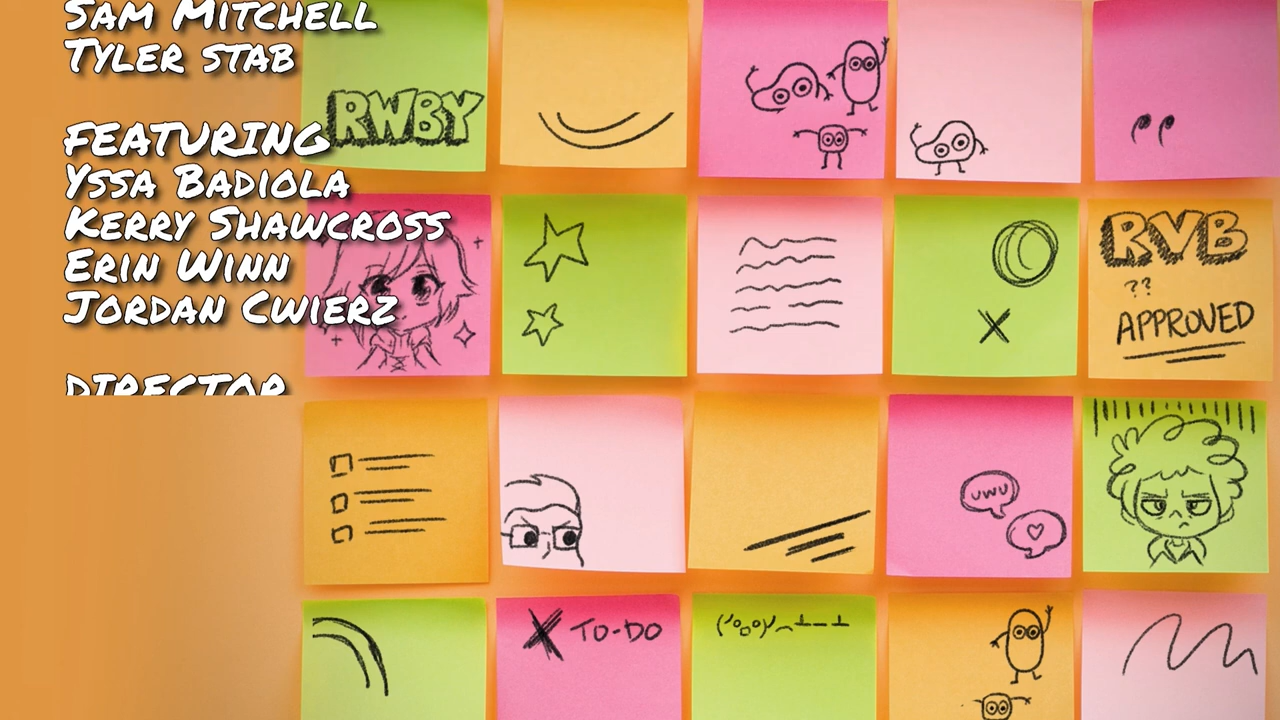 SAM MITCHELL
TYLER STAB
FEATURING
YSSA BADIOLA
KERRY SHAWCROSS
ERIN WINN
JORDAN CWIERZ
DIRECTOR
RWBY
RVB
??
APPROVED
UWU
TO-DO